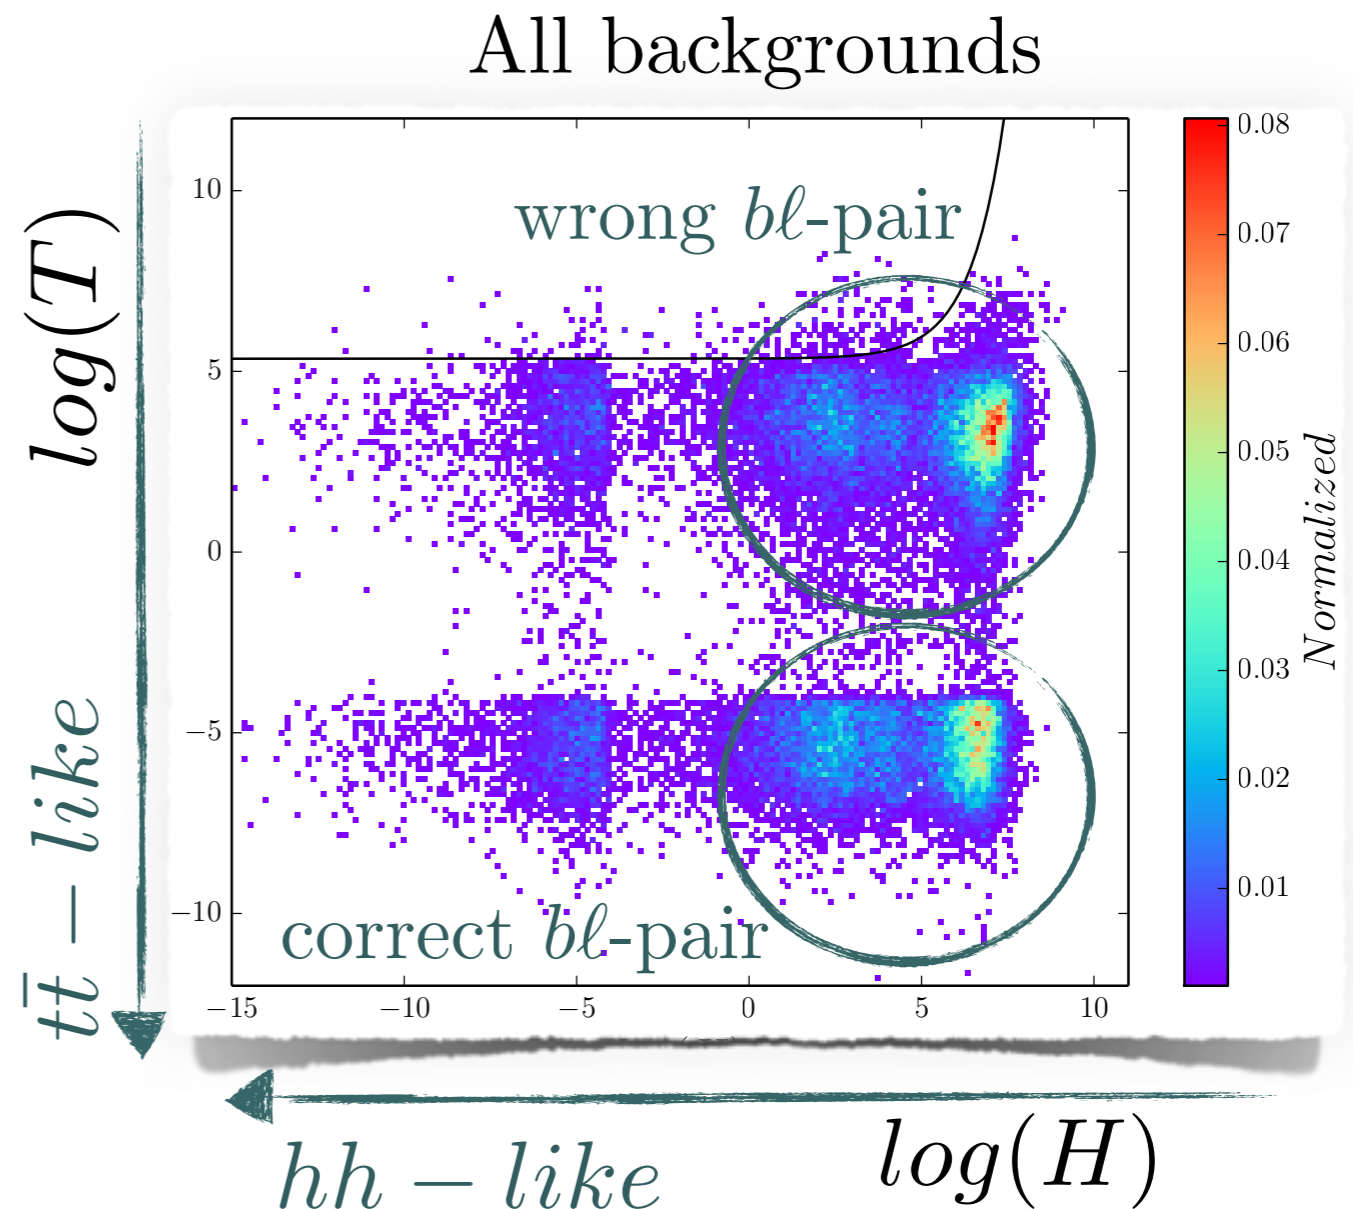 All backgrounds
log(T)
tt̄ − like
wrong bℓ-pair
correct bℓ-pair
10
5
0
−5
−10
−15
−10
−5
0
5
10
0.08
0.07
0.06
0.05
0.04
0.03
0.02
0.01
Normalized
log(H)
hh − like